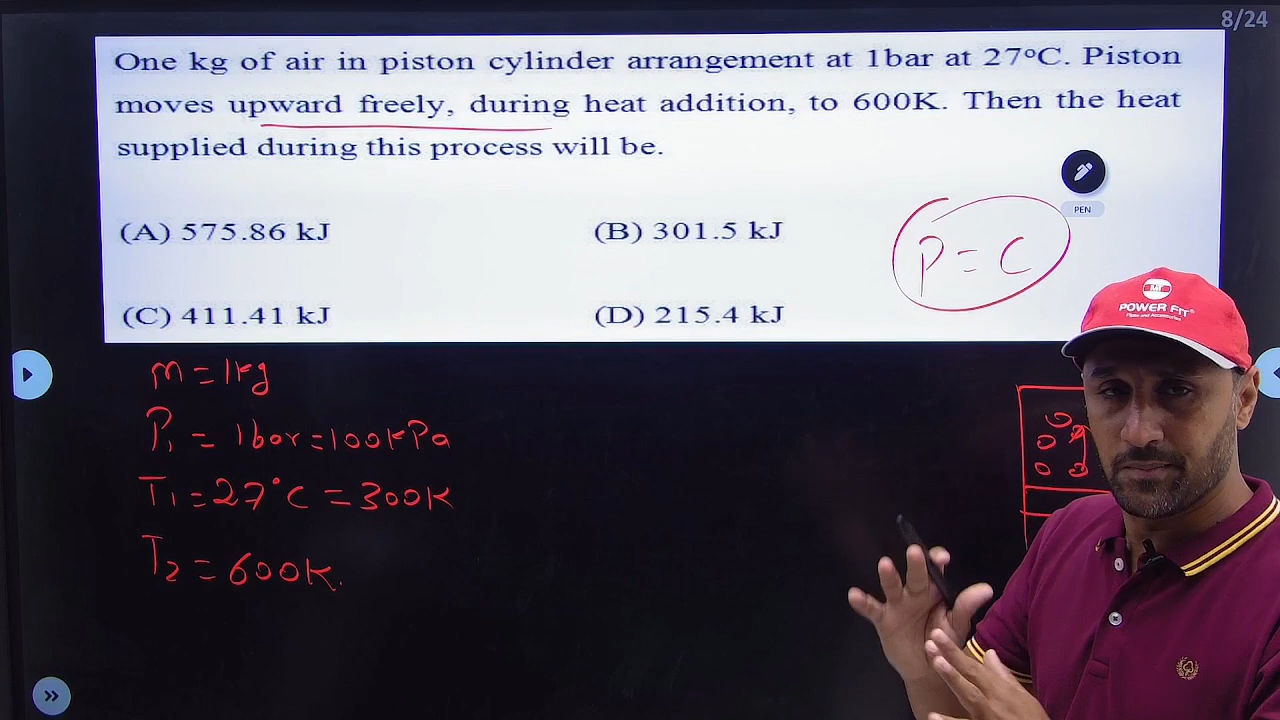 8/24
One kg of air in piston cylinder arrangement at 1bar at 27°C. Piston
moves upward freely, during heat addition, to 600K. Then the heat
supplied during this process will be.
PEN
(A) 575.86 kJ
(B) 301.5 kJ
P = C
(C) 411.41 kJ
(D) 215.4 kJ
POWER FIT®
m = 1kg
P1 = 1bar = 100kPa
T1 = 27°C = 300K
T2 = 600K.